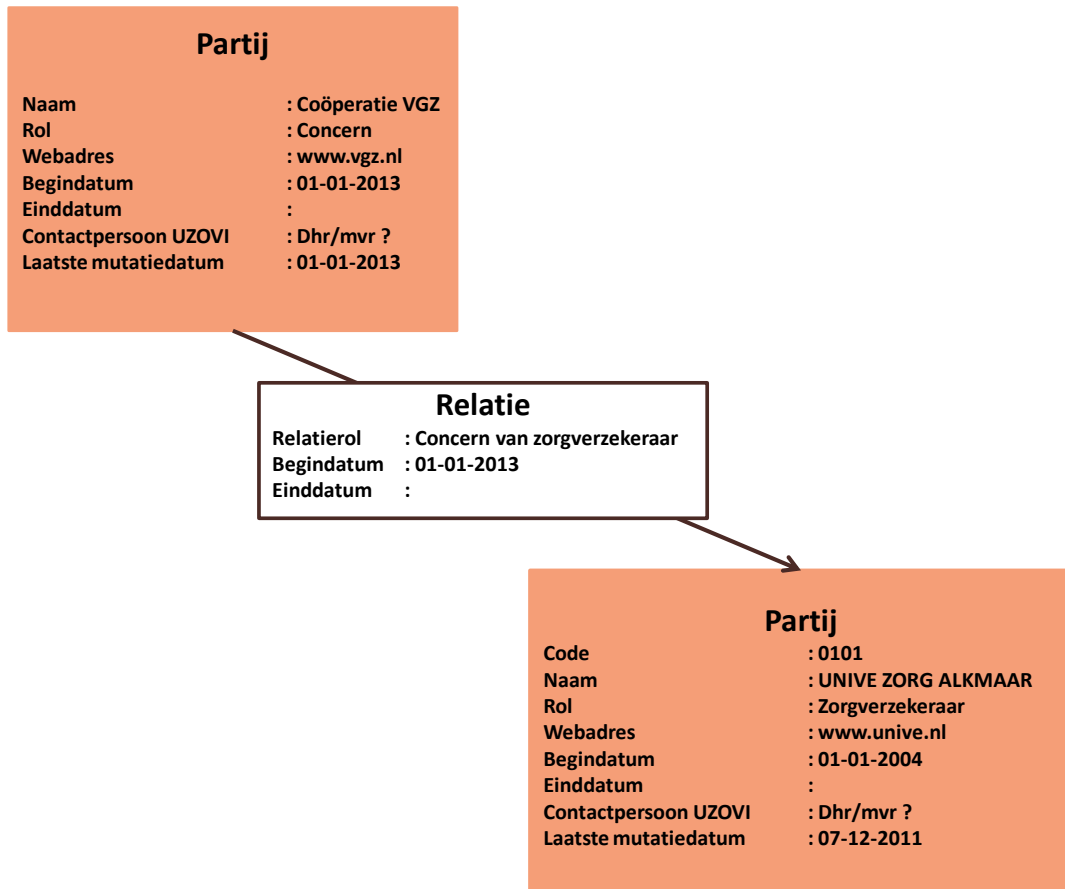 Partij
Naam : Coöperatie VGZ
Rol : Concern
Webadres : www.vgz.nl
Begindatum : 01-01-2013
Einddatum :
Contactpersoon UZOVI : Dhr/mvr ?
Laatste mutatiedatum : 01-01-2013
Relatie
Relatierol : Concern van zorgverzekeraar
Begindatum : 01-01-2013
Einddatum :
Partij
Code : 0101
Naam : UNIVE ZORG ALKMAAR
Rol : Zorgverzekeraar
Webadres : www.unive.nl
Begindatum : 01-01-2004
Einddatum :
Contactpersoon UZOVI : Dhr/mvr ?
Laatste mutatiedatum : 07-12-2011